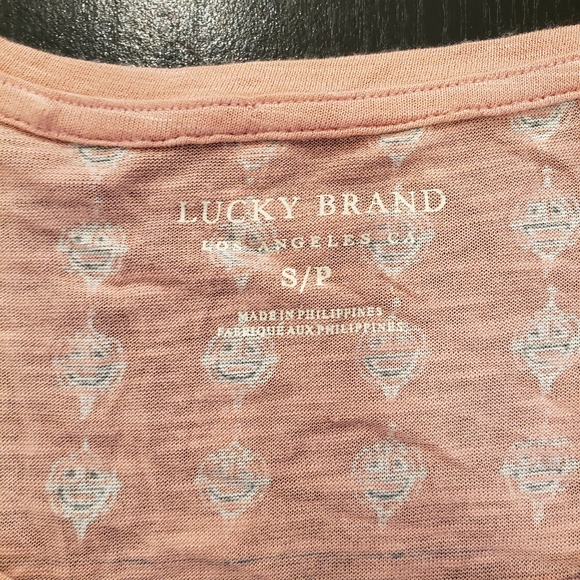 LUCKY BRAND
LOS ANGELES, CA
S/P
MADE IN PHILIPPINES
FABRIQUE AUX PHILIPPINES